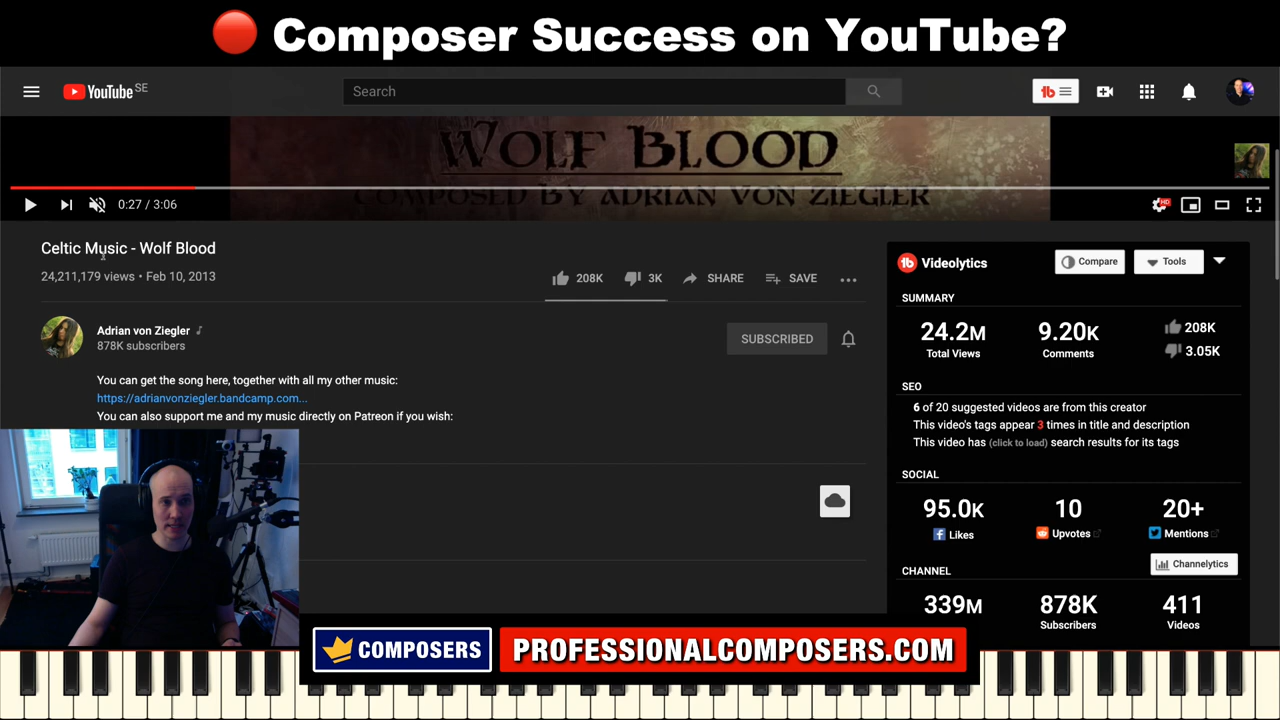 Composer Success on YouTube?
YouTube SE
Search
WOLF BLOOD
COMPOSED BY ADRIAN VON ZIEGLER
0:27 / 3:06
HD
Celtic Music - Wolf Blood
24,211,179 views • Feb 10, 2013
208K 3K SHARE SAVE
Adrian von Ziegler
878K subscribers
SUBSCRIBED
You can get the song here, together with all my other music:
https://adrianvonziegler.bandcamp.com...
You can also support me and my music directly on Patreon if you wish:
Videolytics Compare Tools
SUMMARY
24.2M 9.20K 208K
Total Views Comments 3.05K
SEO
6 of 20 suggested videos are from this creator
This video's tags appear 3 times in title and description
This video has (click to load) search results for its tags
SOCIAL
95.0K 10 20+
Likes Upvotes Mentions
CHANNEL Channelytics
339M 878K 411
Subscribers Videos
COMPOSERS PROFESSIONALCOMPOSERS.COM